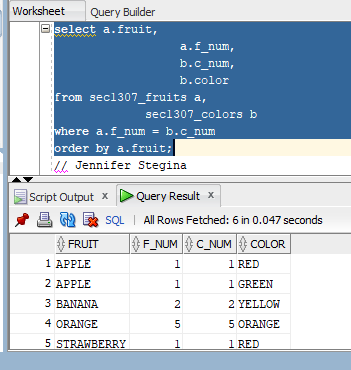 Worksheet Query Builder
select a.fruit,
a.f_num,
b.c_num,
b.color
from sec1307_fruits a,
sec1307_colors b
where a.f_num = b.c_num
order by a.fruit;
// Jennifer Stegina
Script Output x Query Result x
SQL | All Rows Fetched: 6 in 0.047 seconds
FRUIT F_NUM C_NUM COLOR
1 APPLE 1 1 RED
2 APPLE 1 1 GREEN
3 BANANA 2 2 YELLOW
4 ORANGE 5 5 ORANGE
5 STRAWBERRY 1 1 RED